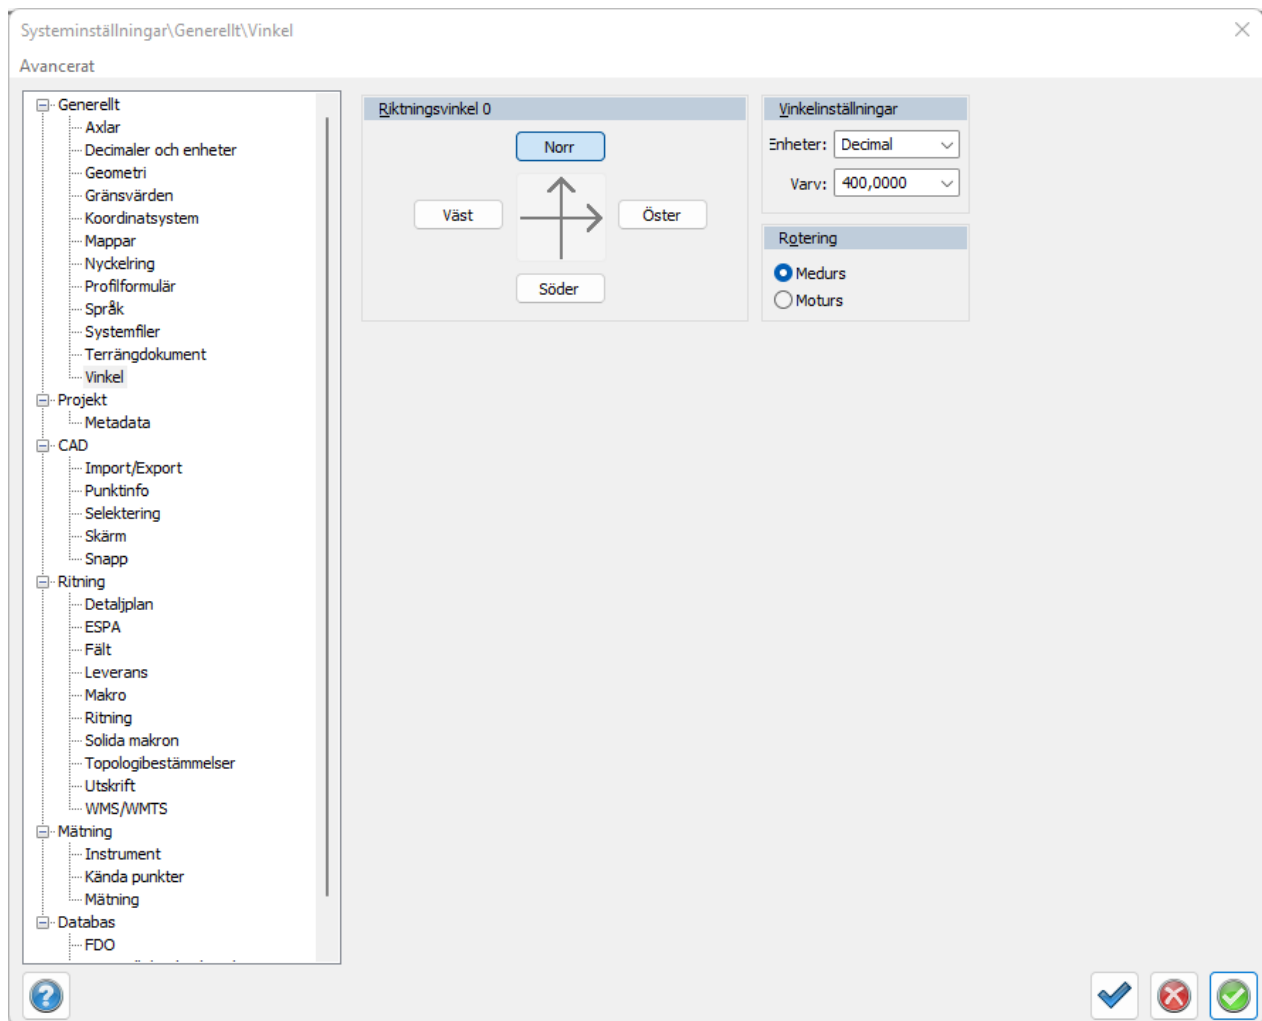 Systeminställningar\Generellt\Vinkel
Avancerat
Generellt
Axlar
Decimaler och enheter
Geometri
Gränsvärden
Koordinatsystem
Mappar
Nyckelring
Profilformulär
Språk
Systemfiler
Terrängdokument
Vinkel
Projekt
Metadata
CAD
Import/Export
Punktinfo
Selektering
Skärm
Snapp
Ritning
Detaljplan
ESPA
Fält
Leverans
Makro
Ritning
Solida makron
Topologibestämmelser
Utskrift
WMS/WMTS
Mätning
Instrument
Kända punkter
Mätning
Databas
FDO
Riktningsvinkel 0
Norr
Väst
Öster
Söder
Vinkelinställningar
Enheter: Decimal
Varv: 400,0000
Rotering
Medurs
Moturs